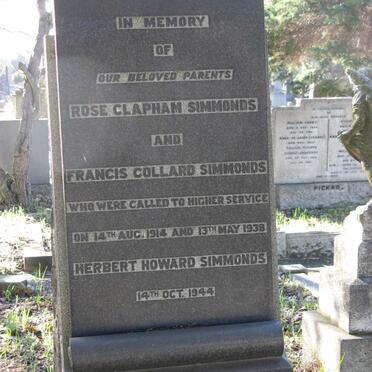 IN MEMORY
OF
OUR BELOVED PARENTS
ROSE CLAPHAM SIMMONDS
AND
FRANCIS COLLARD SIMMONDS
WHO WERE CALLED TO HIGHER SERVICE
ON 14TH AUG. 1914 AND 13TH MAY 1938
HERBERT HOWARD SIMMONDS
14TH OCT. 1944